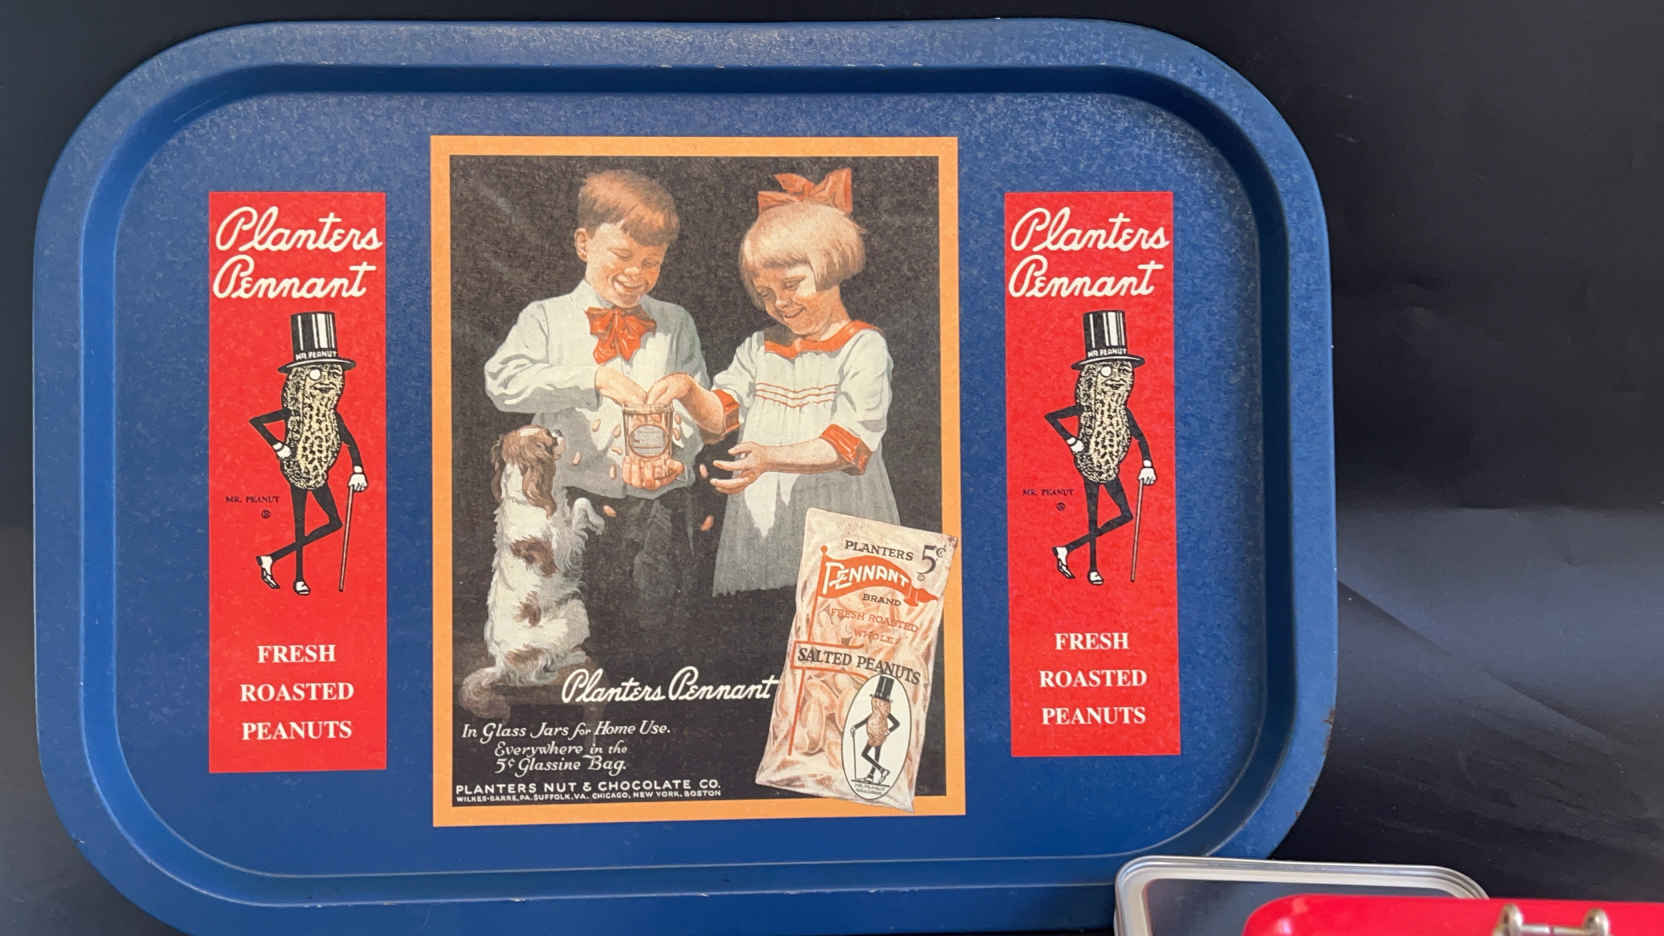 Planters
Pennant
MR. PEANUT
MR. PEANUT
®
FRESH
ROASTED
PEANUTS
PLANTERS 5¢
PENNANT
BRAND
FRESH ROASTED
WHOLE
SALTED PEANUTS
Planters Pennant
In Glass Jars for Home Use.
Everywhere in the
5¢ Glassine Bag.
PLANTERS NUT & CHOCOLATE CO.
WILKES-BARRE, PA. SUFFOLK, VA. CHICAGO, NEW YORK, BOSTON
Planters
Pennant
MR. PEANUT
MR. PEANUT
®
FRESH
ROASTED
PEANUTS